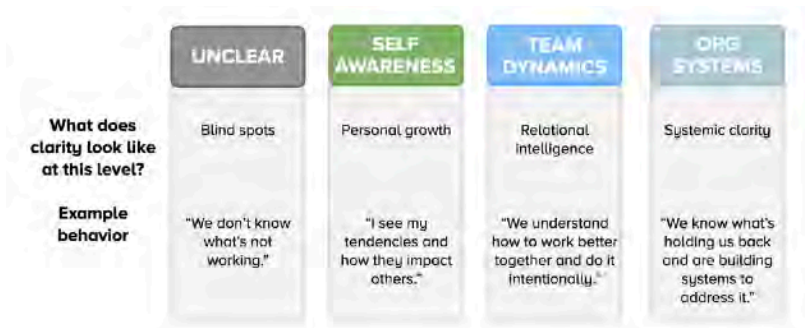 UNCLEAR
SELF
AWARENESS
TEAM
DYNAMICS
ORG
SYSTEMS
What does
clarity look like
at this level?
Blind spots
Personal growth
Relational
intelligence
Systemic clarity
Example
behavior
"We don't know
what's not
working."
"I see my
tendencies and
how they impact
others."
"We understand
how to work better
together and do it
intentionally."
"We know what's
holding us back
and are building
systems to
address it."